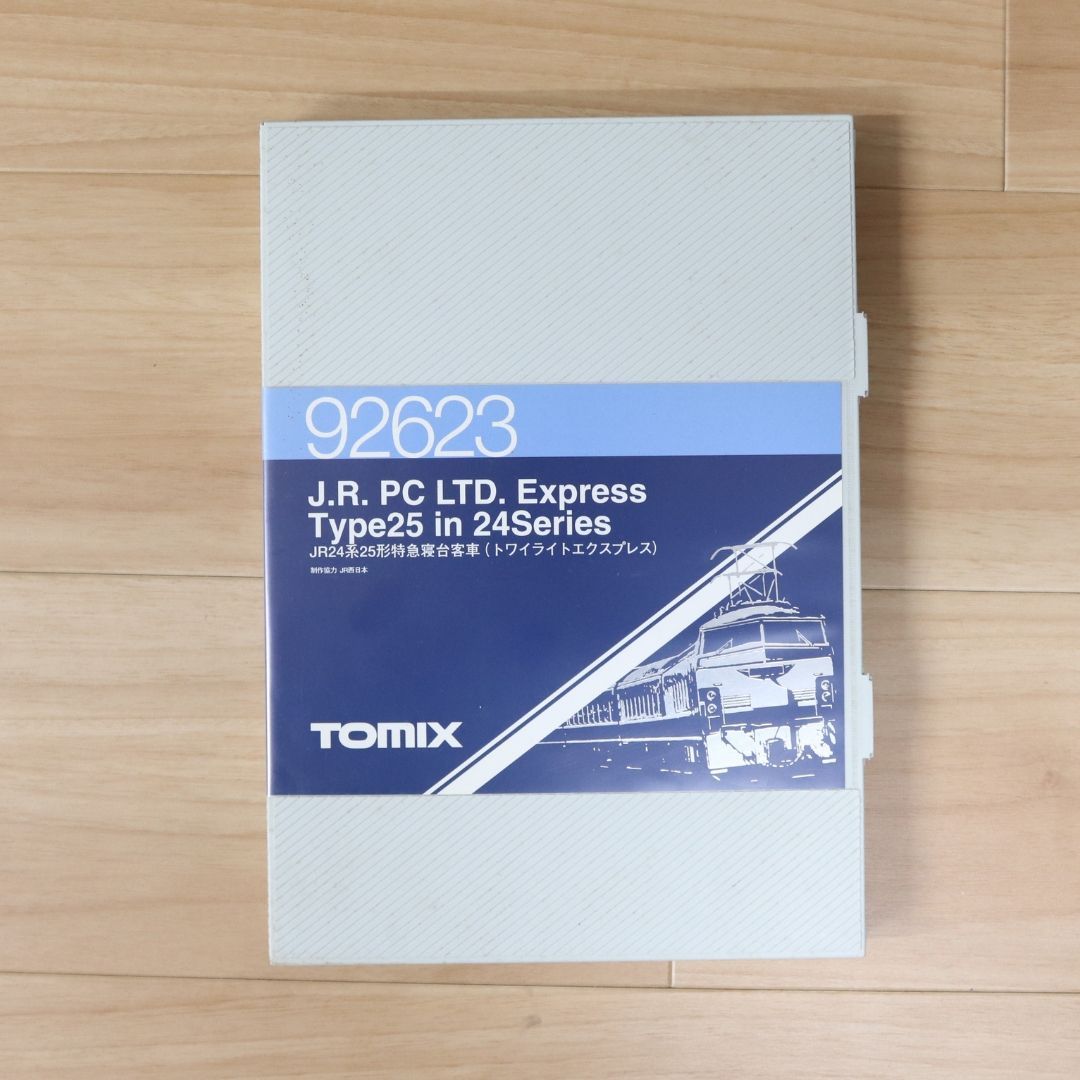 92623
J.R. PC LTD. Express
Type25 in 24Series
JR24系25形特急寝台客車（トワイライトエクスプレス）
制作協力 JR西日本
TOMIX